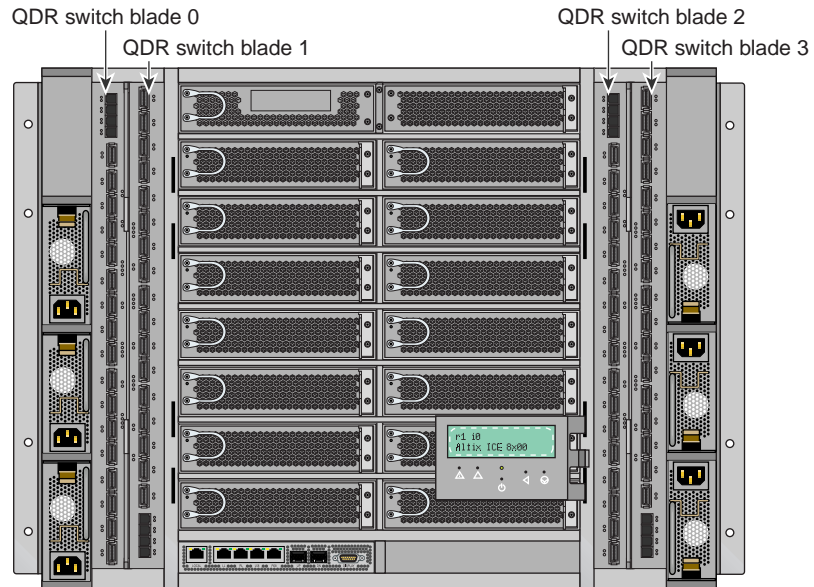 QDR switch blade 0
QDR switch blade 2
QDR switch blade 1
QDR switch blade 3
r1 i0
Altix ICE 8x00